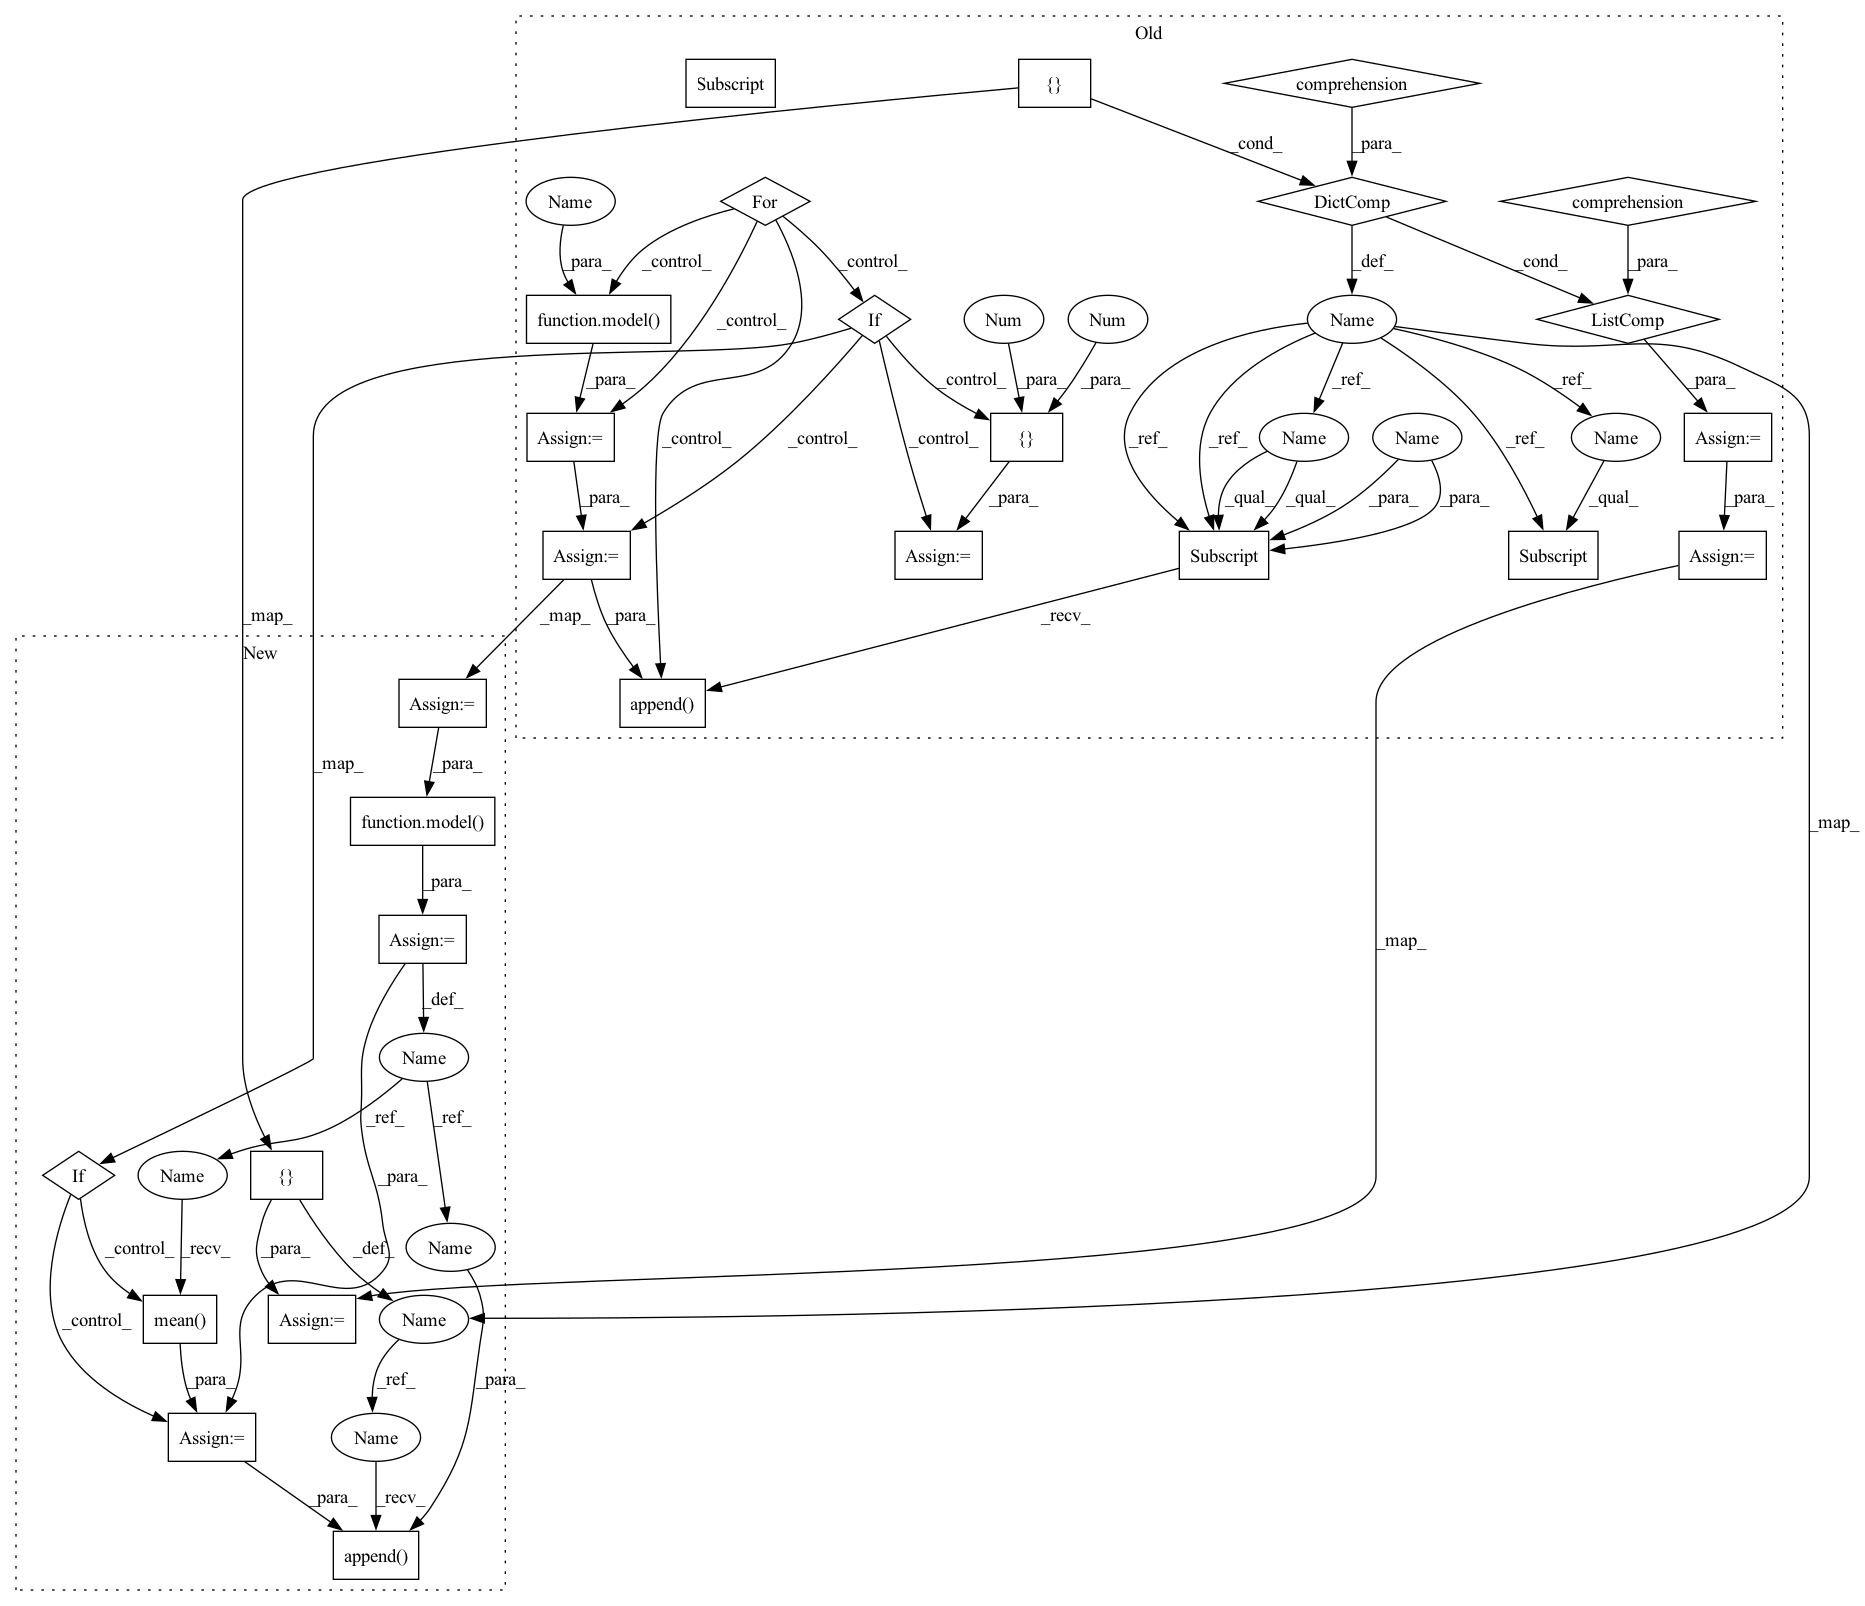 Old
Subscript
{}
comprehension
_cond_
_para_
Name
For
DictComp
comprehension
_para_
_control_
_control_
_def_
_cond_
_para_
function.model()
If
Num
Num
Name
ListComp
_control_
_para_
_control_
_para_
_para_
_ref_
_ref_
_para_
Assign:=
{}
Name
Name
Name
Assign:=
_control_
_control_
_control_
_ref_
_ref_
_ref_
_para_
_para_
_qual_
_qual_
_para_
_para_
_qual_
_para_
Assign:=
Assign:=
Subscript
Subscript
Assign:=
_map_
_map_
_para_
_recv_
New
Assign:=
append()
_map_
_para_
function.model()
_map_
_para_
Assign:=
_map_
_def_
Name
_ref_
_ref_
If
Name
{}
_para_
Name
_control_
_recv_
_para_
_def_
mean()
Assign:=
Name
_control_
_para_
_ref_
_para_
Assign:=
Name
_para_
_recv_
append()